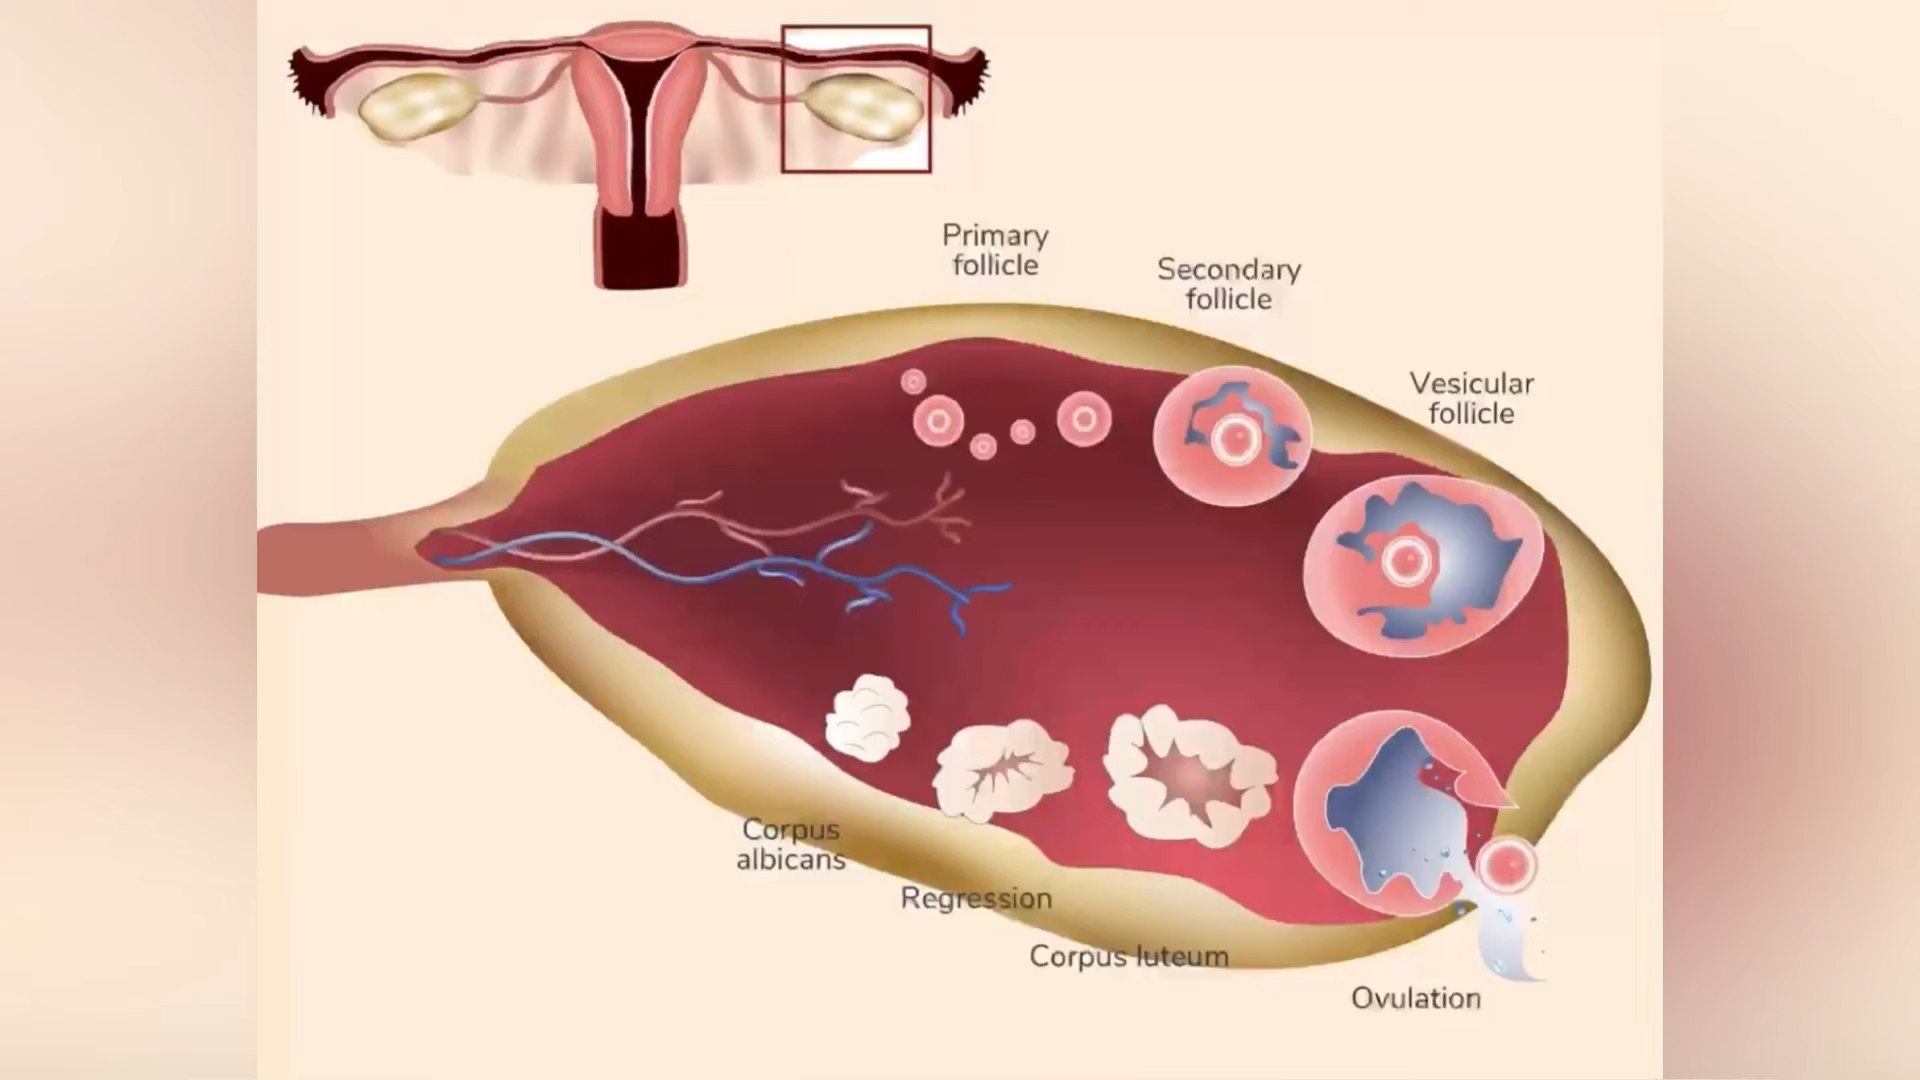 Primary
follicle
Secondary
follicle
Vesicular
follicle
Corpus
albicans
Regression
Corpus luteum
Ovulation